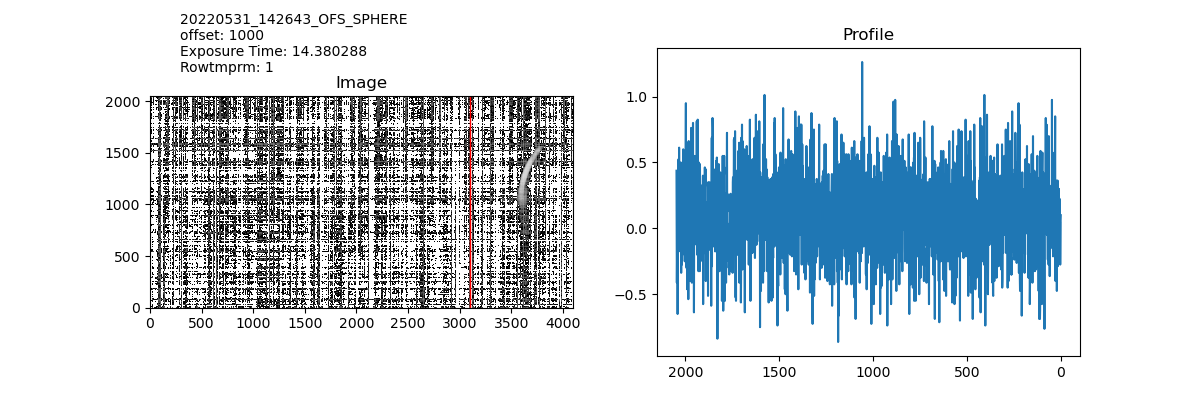 20220531_142643_OFS_SPHERE
offset: 1000
Exposure Time: 14.380288
Rowtmprm: 1
Image
2000
1500
1000
500
0
0 500 1000 1500 2000 2500 3000 3500 4000
Profile
1.0
0.5
0.0
−0.5
2000 1500 1000 500 0